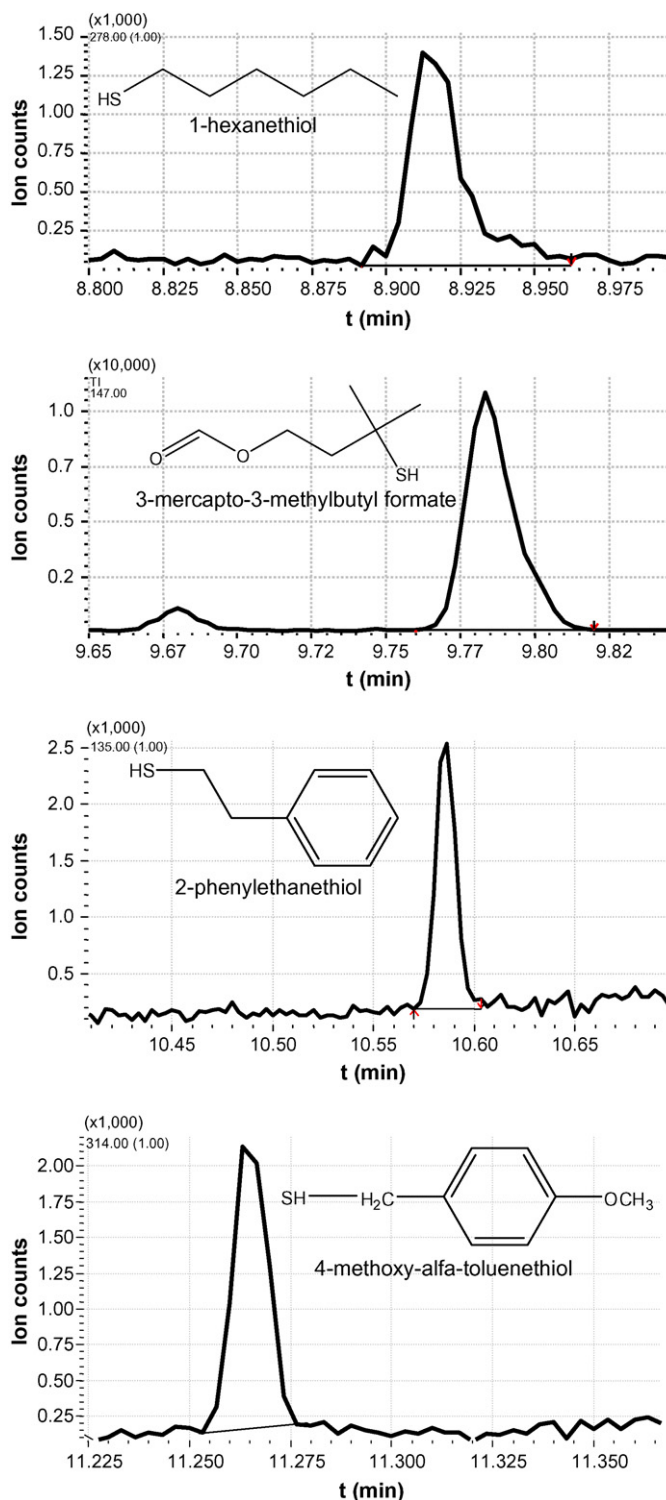 (x1,000)
278.00 (1.00)
1.50
1.25
1.00
0.75
0.50
0.25
Ion counts
HS
1-hexanethiol
8.800 8.825 8.850 8.875 8.900 8.925 8.950 8.975
t (min)
(x10,000)
TI
147.00
1.0
0.7
0.5
0.2
Ion counts
O
O
SH
3-mercapto-3-methylbutyl formate
9.65 9.67 9.70 9.72 9.75 9.77 9.80 9.82
t (min)
(x1,000)
135.00 (1.00)
2.5
2.0
1.5
1.0
0.5
Ion counts
HS
2-phenylethanethiol
10.45 10.50 10.55 10.60 10.65
t (min)
(x1,000)
314.00 (1.00)
2.00
1.75
1.50
1.25
1.00
0.75
0.50
0.25
Ion counts
SH H₂C OCH₃
4-methoxy-alfa-toluenethiol
11.225 11.250 11.275 11.300 11.325 11.350
t (min)